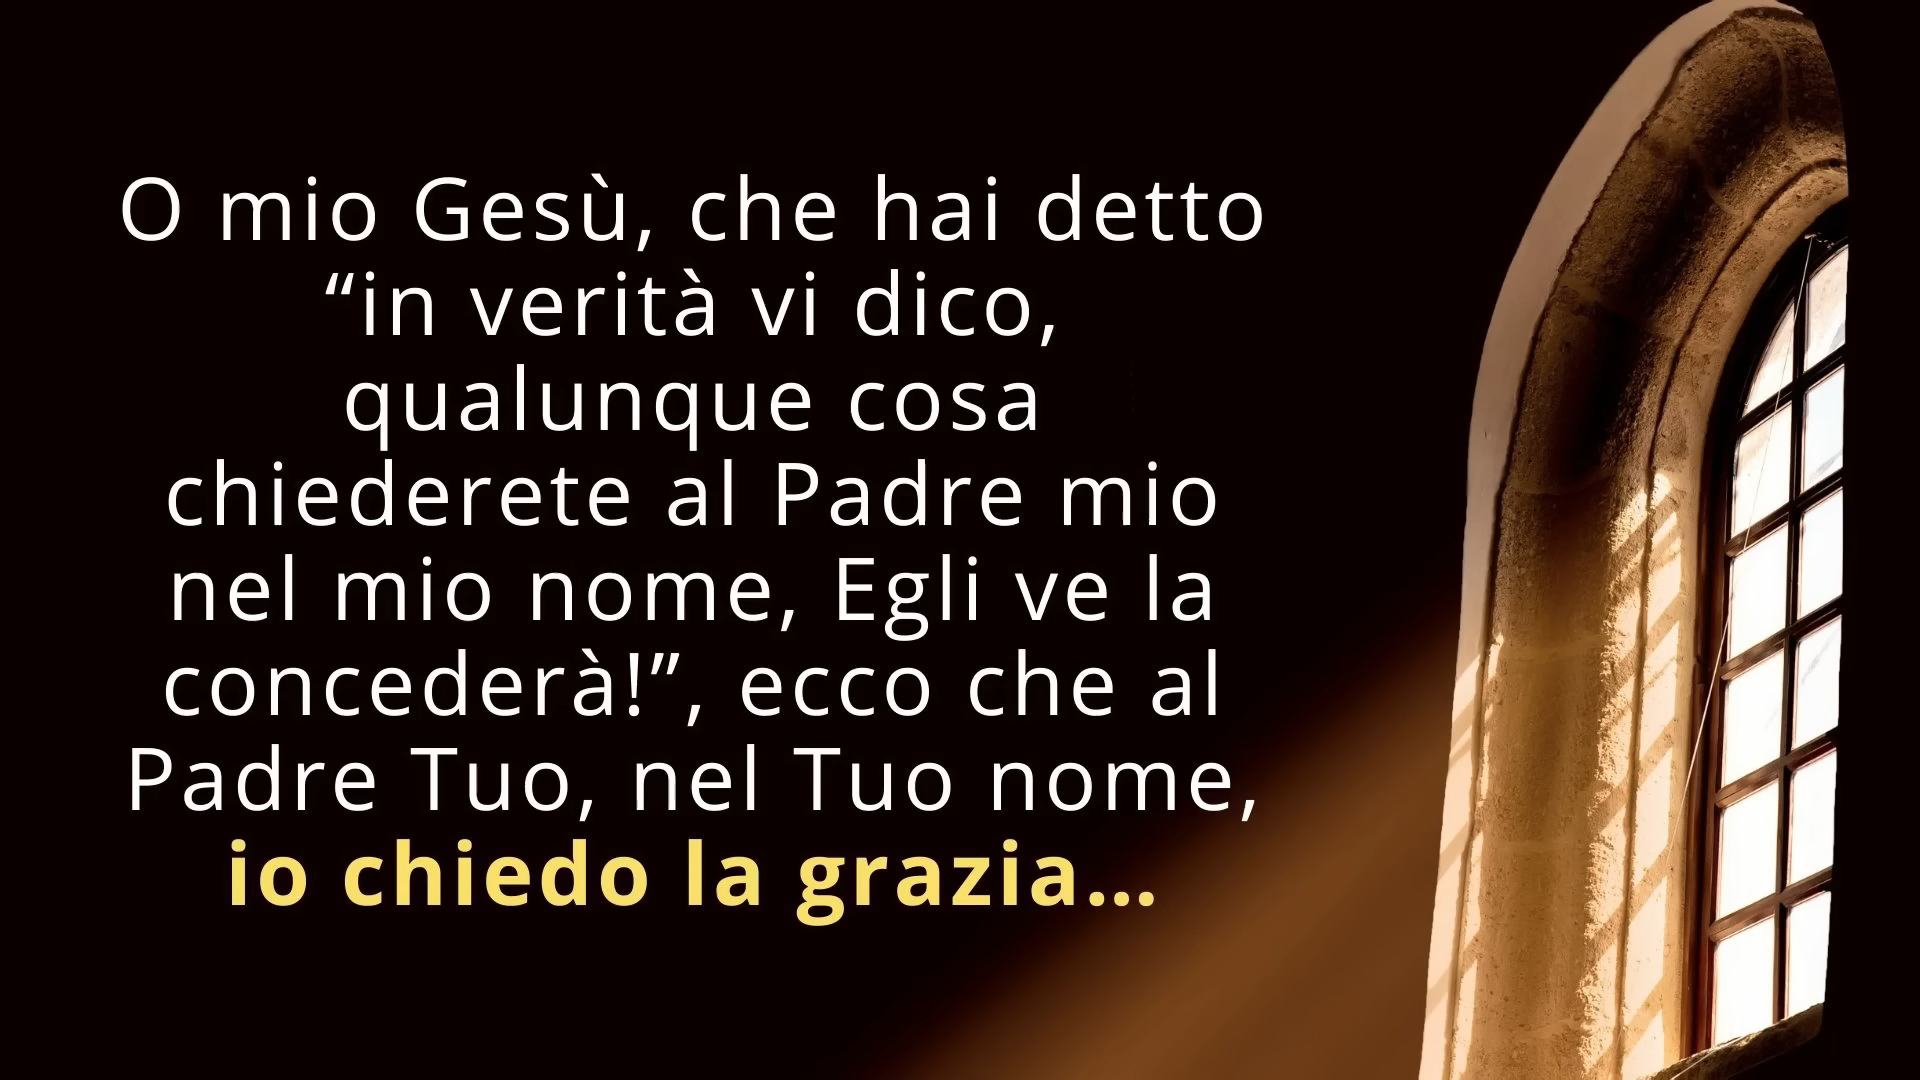 O mio Gesù, che hai detto
“in verità vi dico,
qualunque cosa
chiederete al Padre mio
nel mio nome, Egli ve la
concederà!”, ecco che al
Padre Tuo, nel Tuo nome,
io chiedo la grazia...